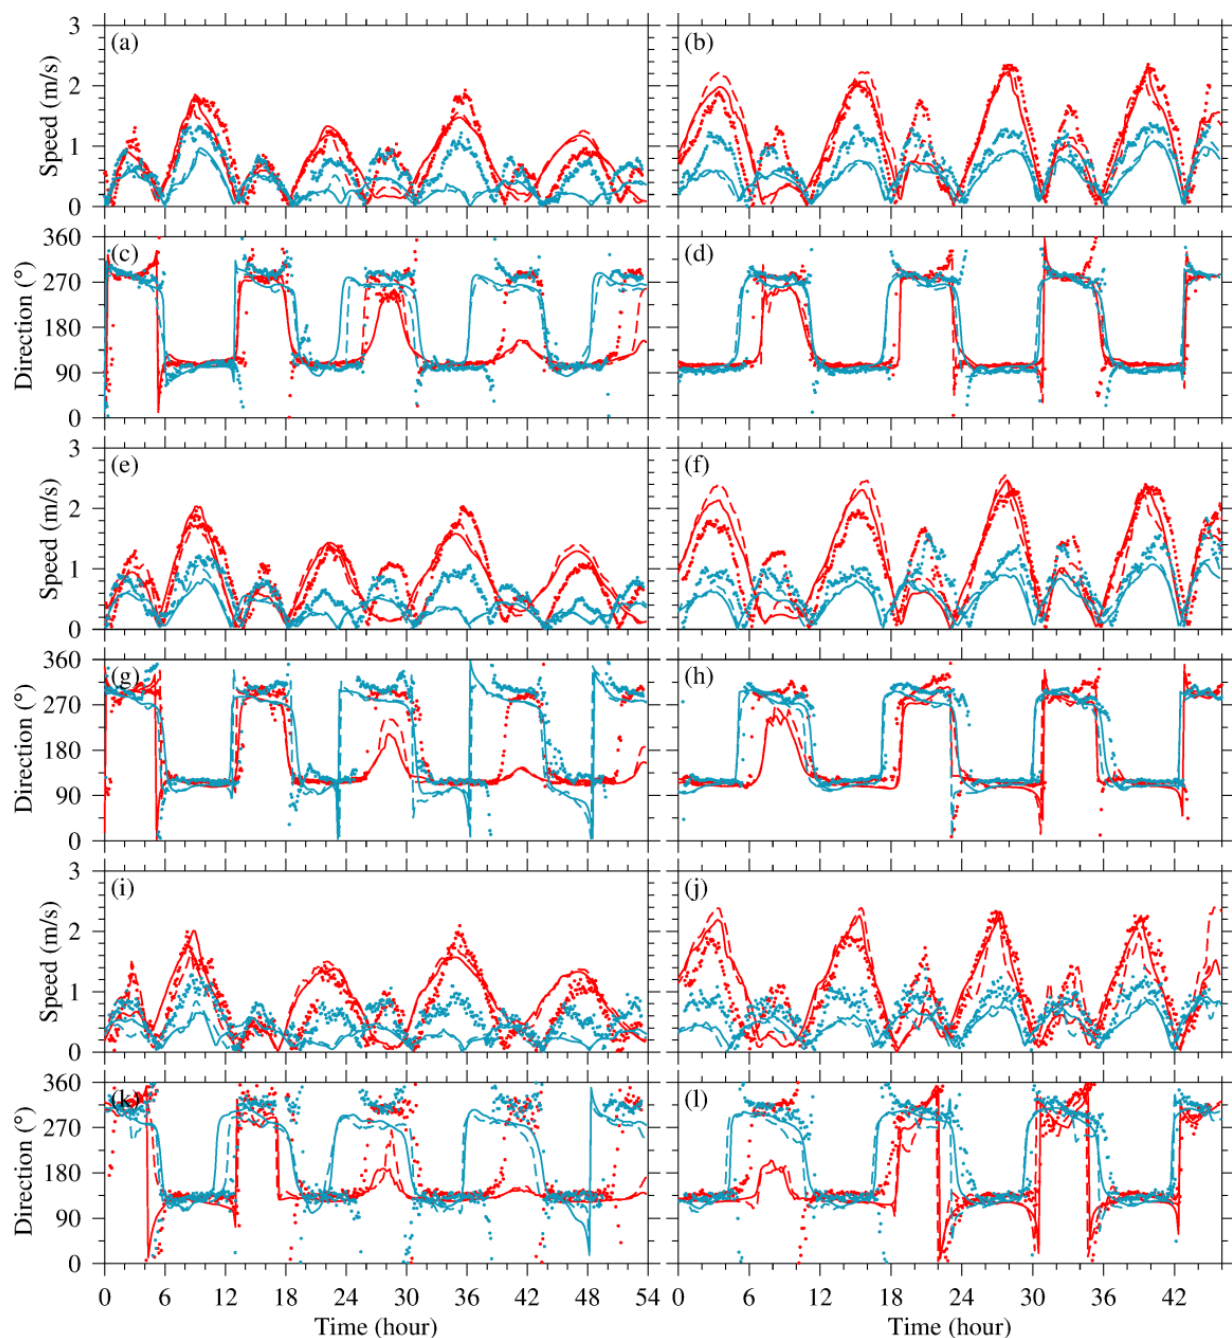 (a) (b)
Speed (m/s)
3
2
1
0
(c) (d)
Direction (°)
360
270
180
90
0
(e) (f)
Speed (m/s)
3
2
1
0
(g) (h)
Direction (°)
360
270
180
90
0
(i) (j)
Speed (m/s)
3
2
1
0
(k) (l)
Direction (°)
360
270
180
90
0
0 6 12 18 24 30 36 42 48 54 0 6 12 18 24 30 36 42
Time (hour) Time (hour)